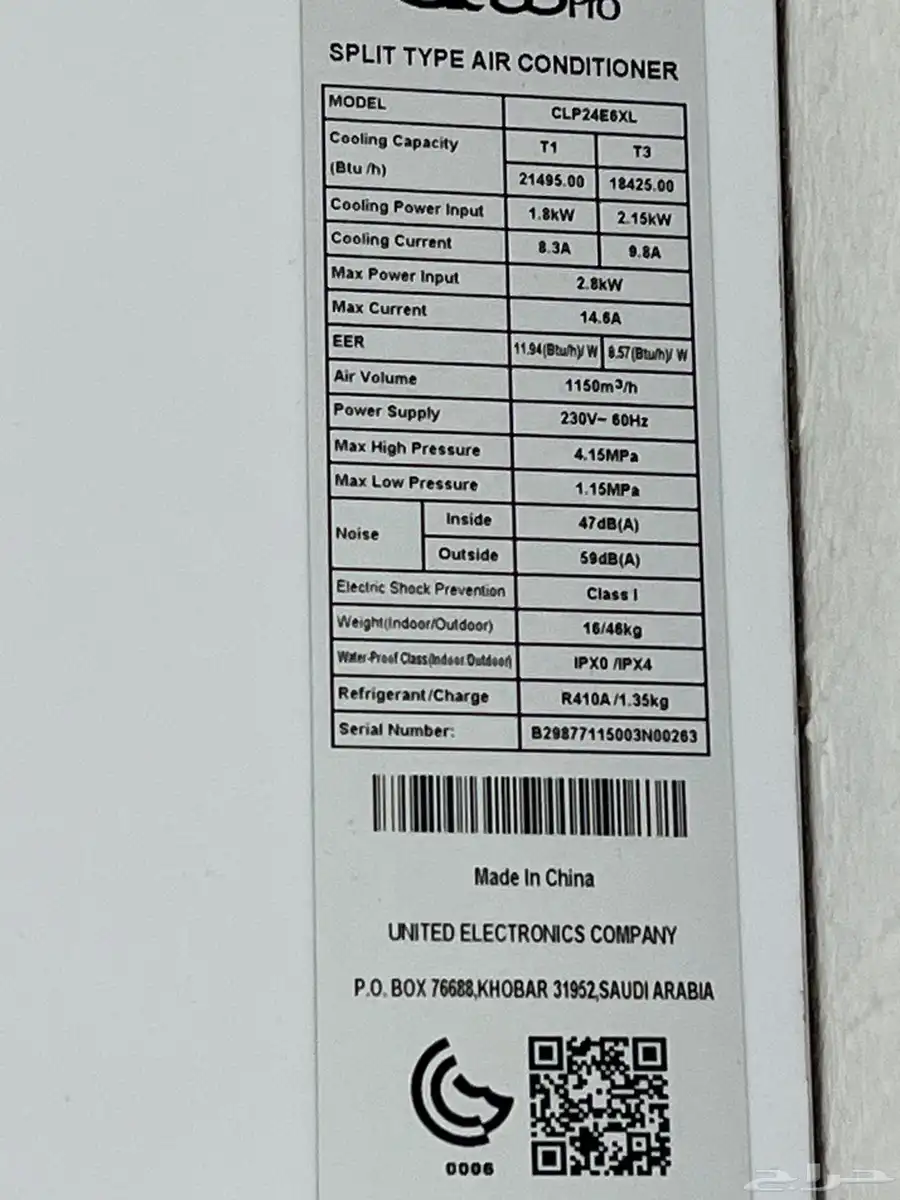 Pro
SPLIT TYPE AIR CONDITIONER
MODEL CLP24E6XL
Cooling Capacity (Btu /h) T1 T3
21495.00 18425.00
Cooling Power Input 1.8kW 2.15kW
Cooling Current 8.3A 9.8A
Max Power Input 2.8kW
Max Current 14.6A
EER 11.94(Btu/h)/ W 8.57(Btu/h)/ W
Air Volume 1150m³/h
Power Supply 230V~ 60Hz
Max High Pressure 4.15MPa
Max Low Pressure 1.15MPa
Noise Inside 47dB(A)
Outside 59dB(A)
Electric Shock Prevention Class I
Weight(Indoor/Outdoor) 16/46kg
Water-Proof Class(Indoor Outdoor) IPX0 /IPX4
Refrigerant/Charge R410A/1.35kg
Serial Number: B29877115003N00263
Made In China
UNITED ELECTRONICS COMPANY
P.O. BOX 76688,KHOBAR 31952,SAUDI ARABIA
0006
حراج